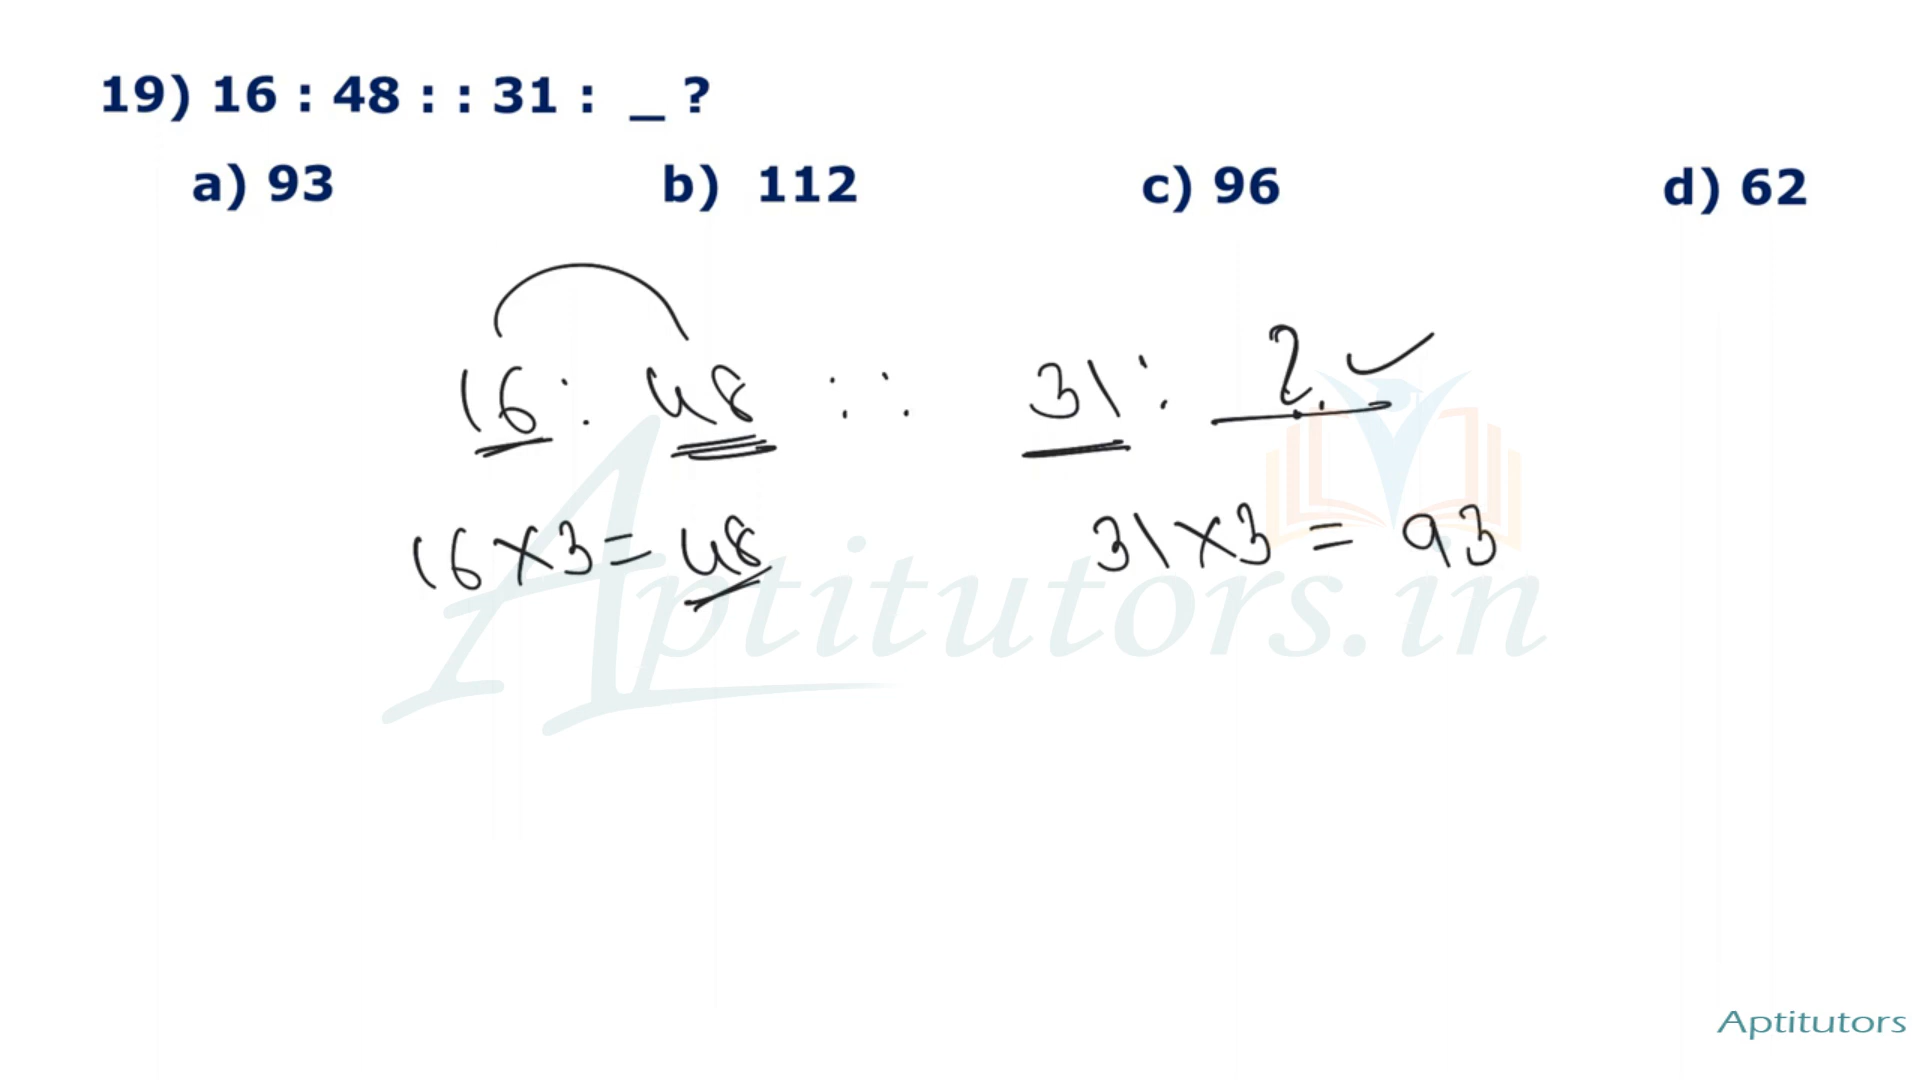 19) 16 : 48 : : 31 : _ ?
a) 93 b) 112 c) 96 d) 62
16 : 48 : : 31 : ?
16 x 3 = 48 31 x 3 = 93
Aptitutors.in
Aptitutors